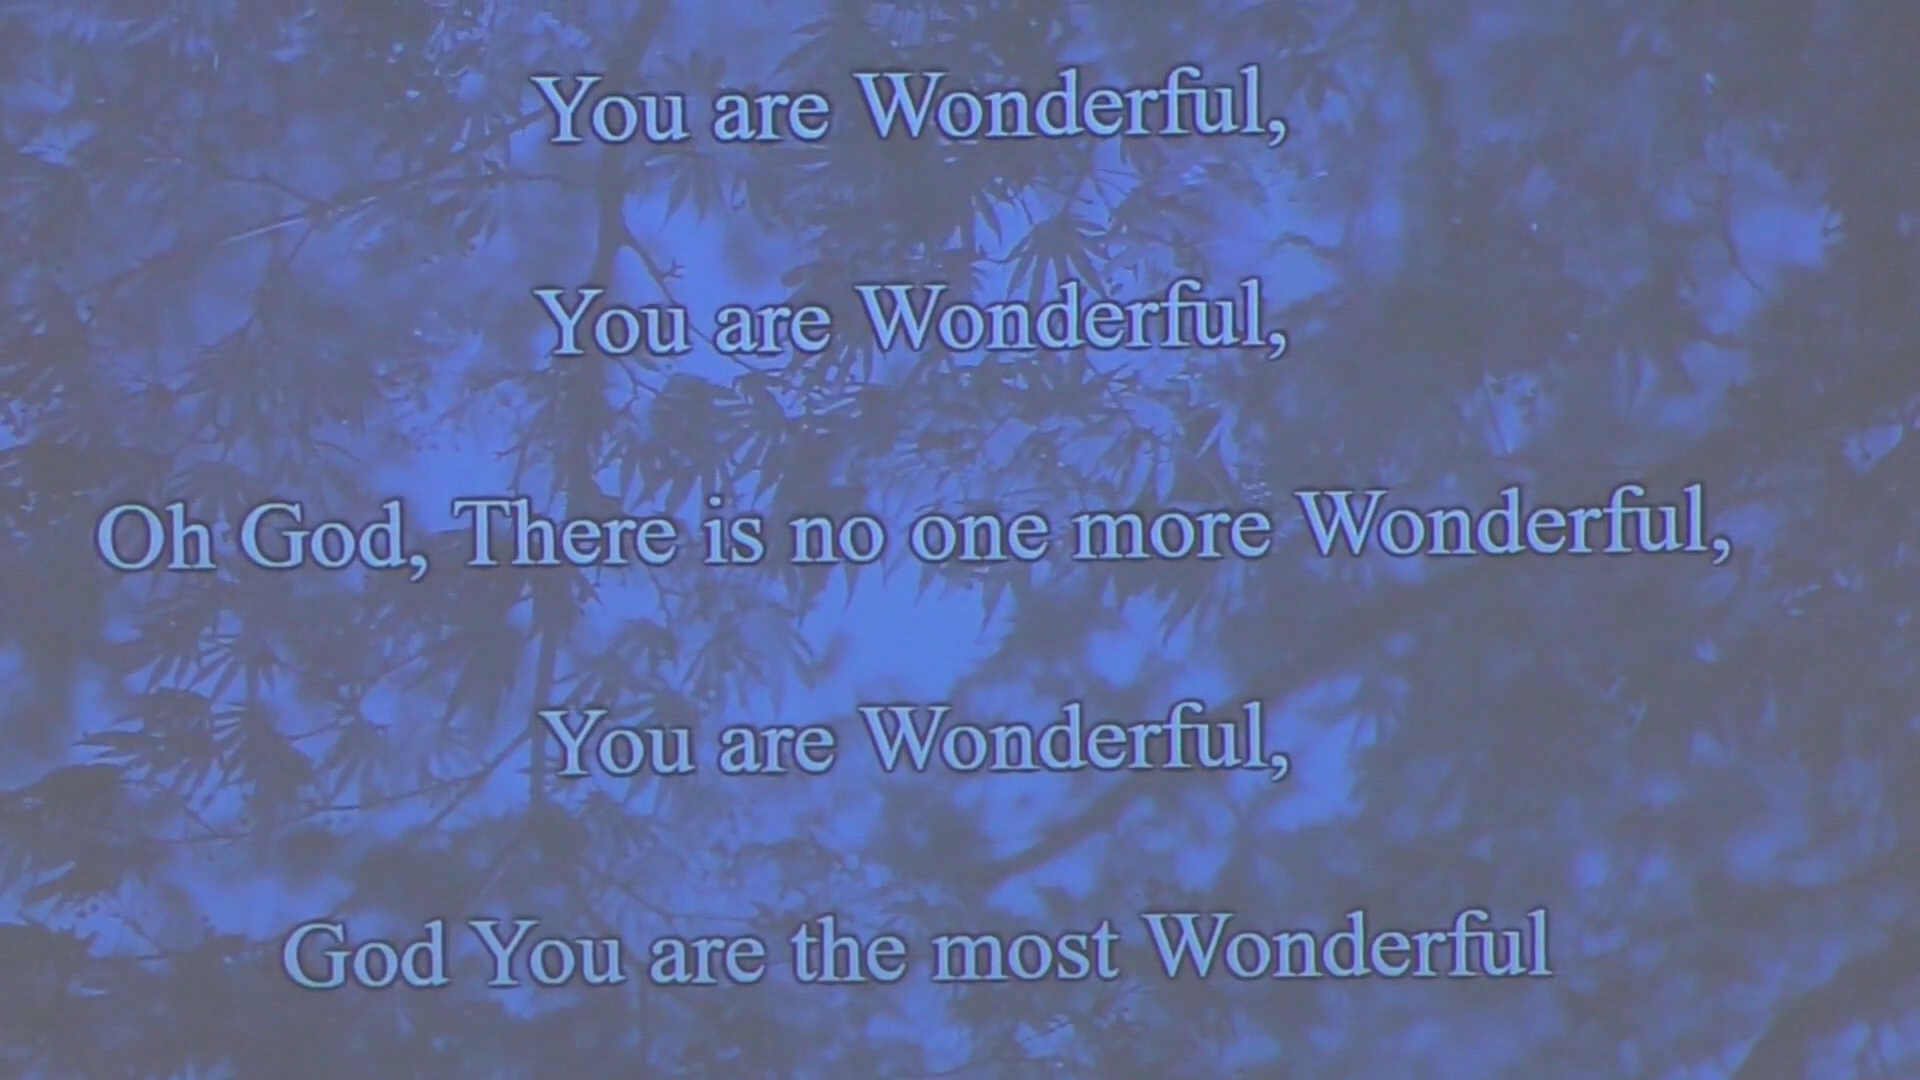 You are Wonderful,
You are Wonderful,
Oh God, There is no one more Wonderful,
You are Wonderful,
God You are the most Wonderful